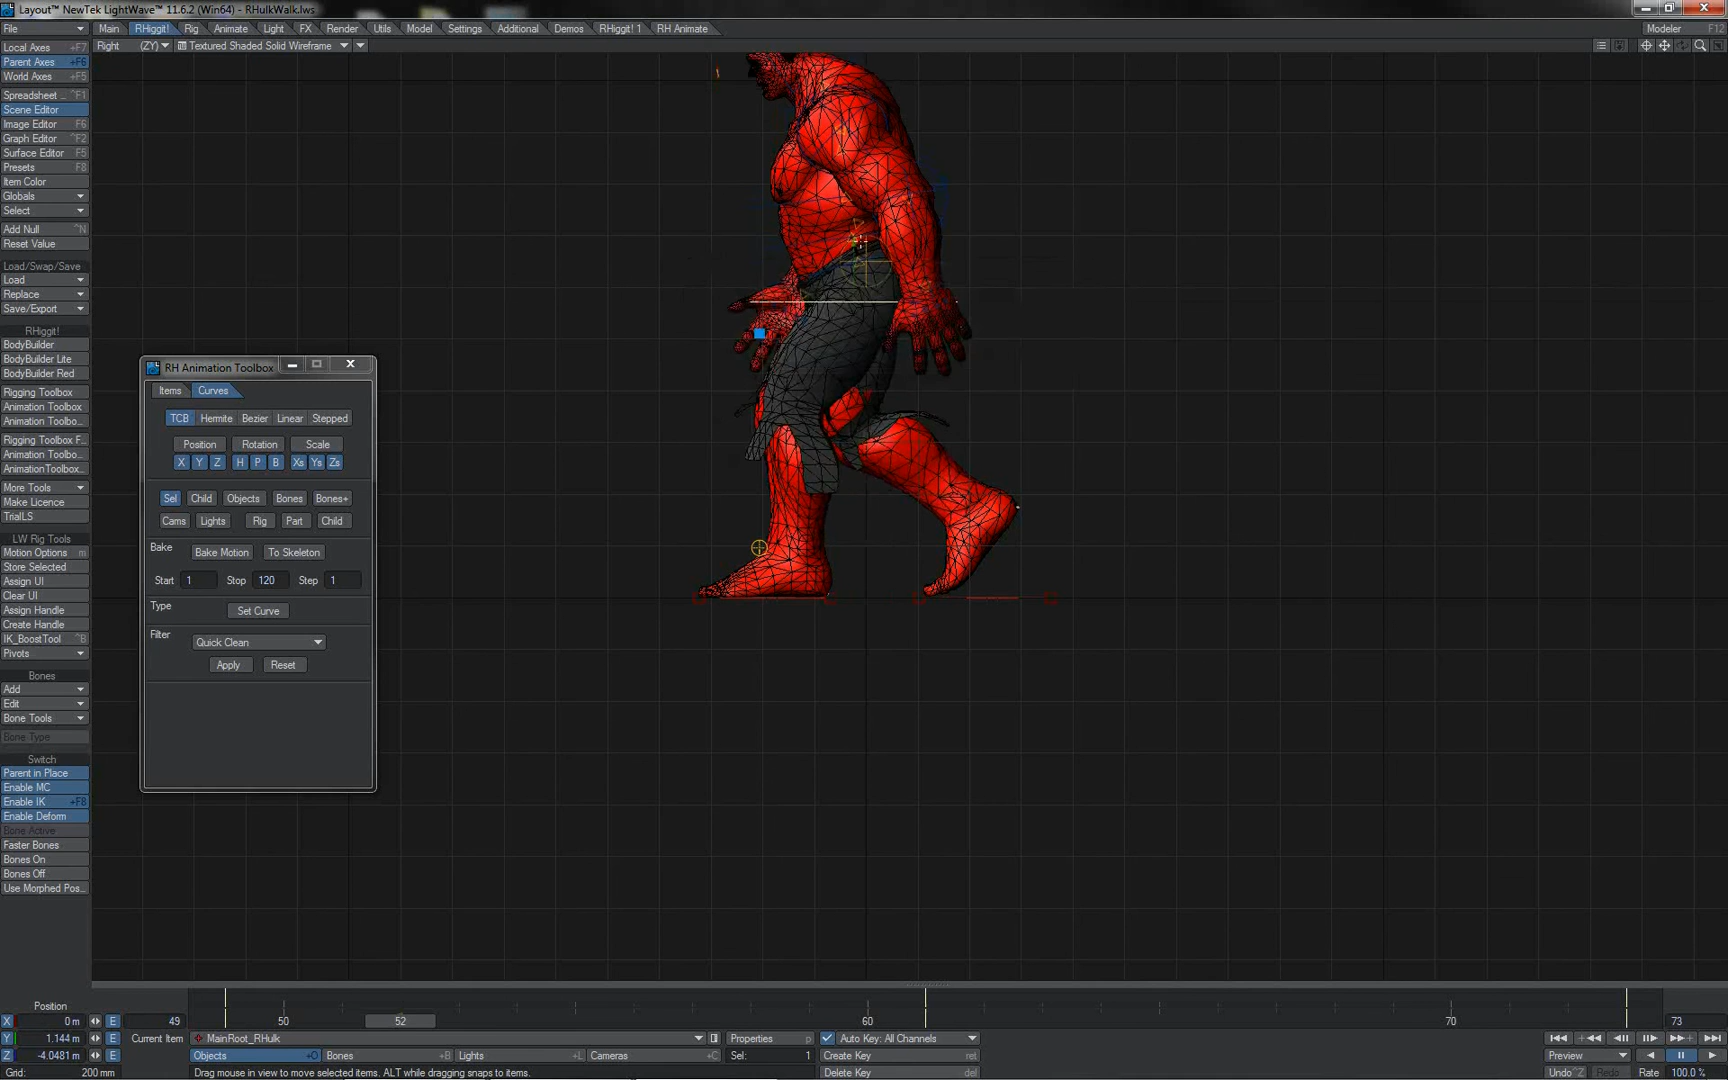 Layout™ NewTek LightWave™ 11.6.2 (Win64) - RHulkWalk.lws
File Main RHiggit! Rig Animate Light FX Render Utils Model Settings Additional Demos RHiggit! 1 RH Animate Modeler F12
Local Axes +F7 Right (ZY) Textured Shaded Solid Wireframe
Parent Axes +F6
World Axes +F5
Spreadsheet ... ^F1
Scene Editor
Image Editor F6
Graph Editor ^F2
Surface Editor F5
Presets F8
Item Color
Globals
Select
Add Null ^N
Reset Value
Load/Swap/Save
Load
Replace
Save/Export
RHiggit!
BodyBuilder
BodyBuilder Lite
BodyBuilder Red
Rigging Toolbox
Animation Toolbox
Animation Toolbo...
Rigging Toolbox F...
Animation Toolbo...
AnimationToolbox...
More Tools
Make Licence
TrialLS
LW Rig Tools
Motion Options m
Store Selected
Assign UI
Clear UI
Assign Handle
Create Handle
IK_BoostTool ^B
Pivots
Bones
Add
Edit
Bone Tools
Bone Type
Switch
Parent in Place
Enable MC
Enable IK +F8
Enable Deform
Bone Active
Faster Bones
Bones On
Bones Off
Use Morphed Pos...
RH Animation Toolbox
Items Curves
TCB Hermite Bezier Linear Stepped
Position Rotation Scale
X Y Z H P B Xs Ys Zs
Sel Child Objects Bones Bones+
Cams Lights Rig Part Child
Bake Bake Motion To Skeleton
Start 1 Stop 120 Step 1
Type Set Curve
Filter Quick Clean
Apply Reset
Position
X 0 m E 49 50 52 60 70 73
Y 1.144 m E Current Item MainRoot_RHulk Properties p Auto Key: All Channels
Z -4.0481 m E Objects +O Bones +B Lights +L Cameras +C Sel: 1 Create Key ret Preview
Grid: 200 mm Drag mouse in view to move selected items. ALT while dragging snaps to items. Delete Key del Undo ^Z Redo Rate 100.0 %